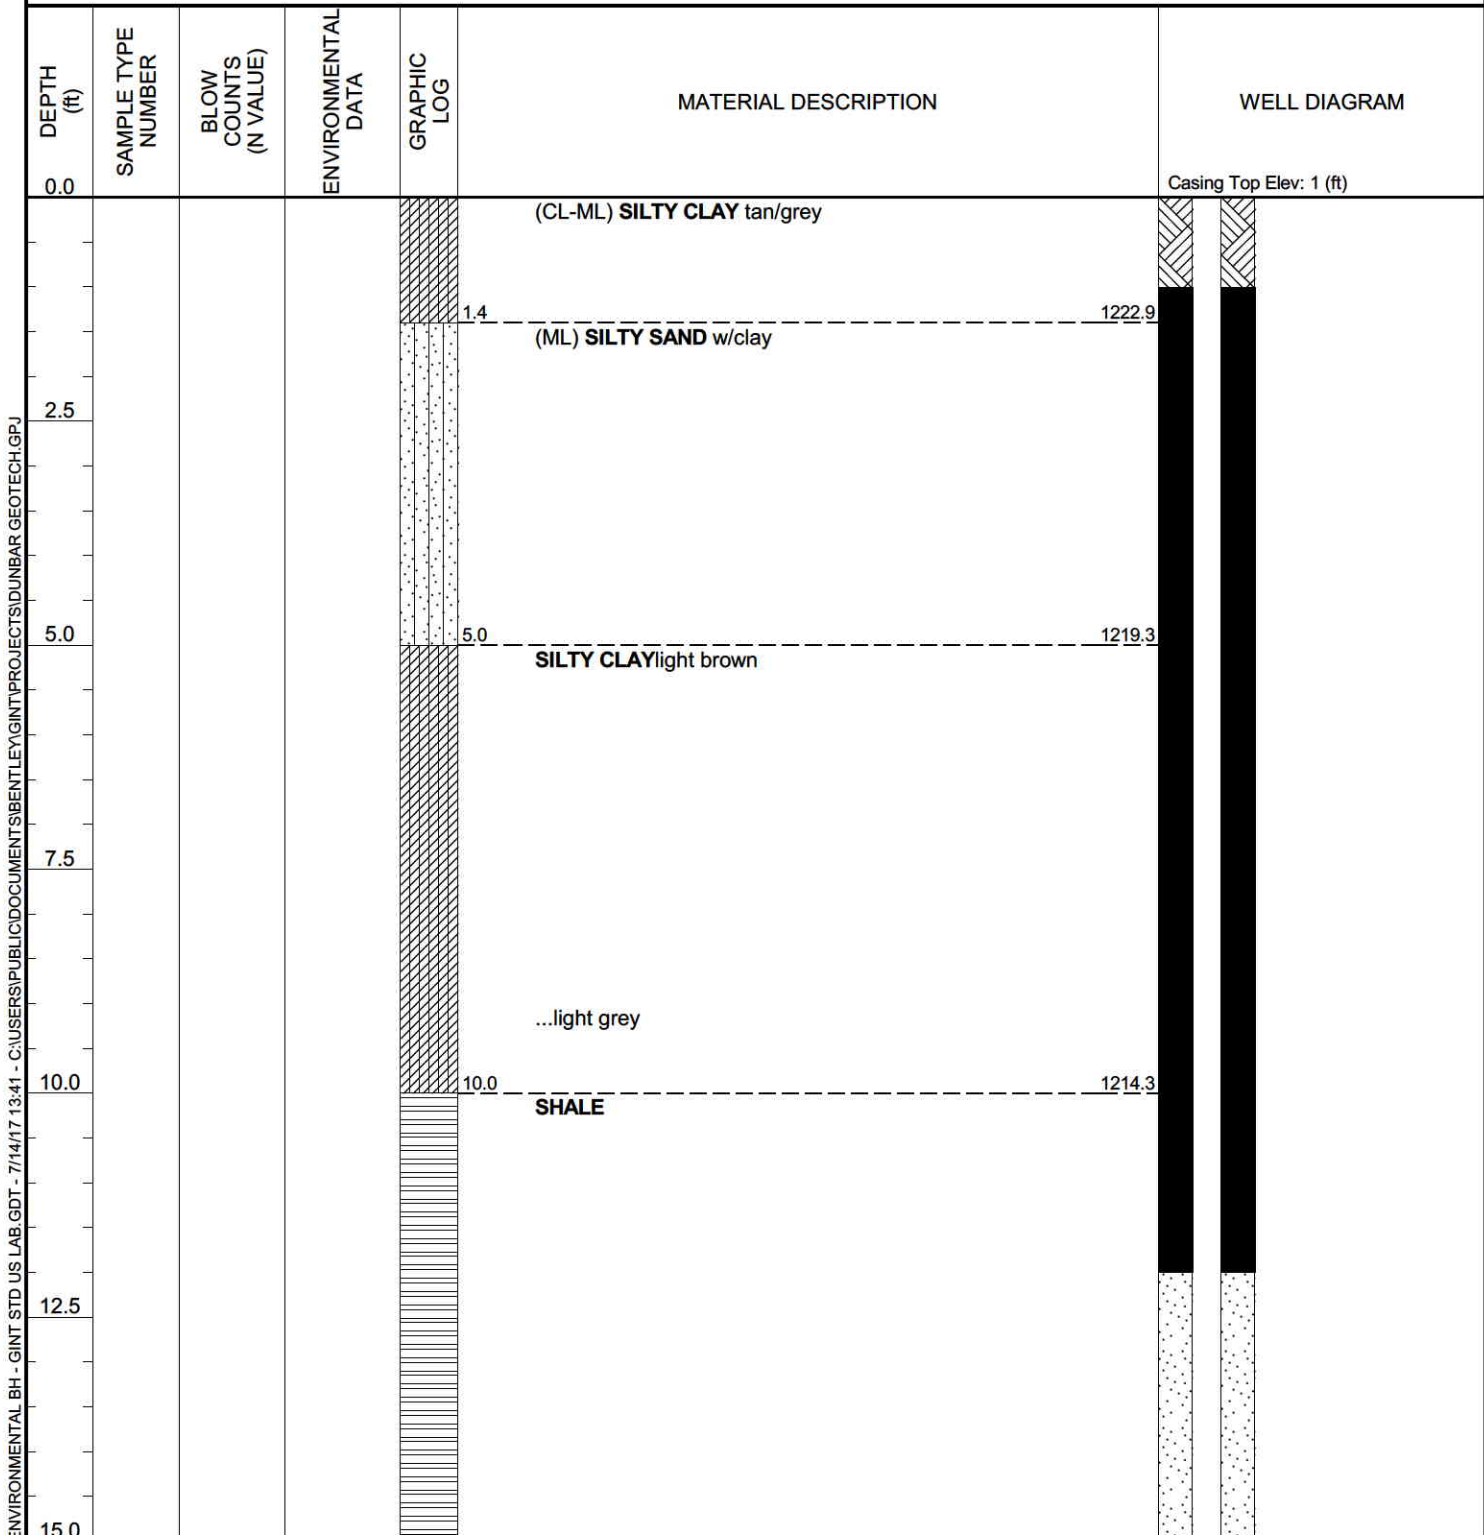 DEPTH
(ft)
SAMPLE TYPE
NUMBER
BLOW
COUNTS
(N VALUE)
ENVIRONMENTAL
DATA
GRAPHIC
LOG
MATERIAL DESCRIPTION
WELL DIAGRAM
0.0
Casing Top Elev: 1 (ft)
(CL-ML) SILTY CLAY tan/grey
1.4
1222.9
(ML) SILTY SAND w/clay
2.5
5.0
5.0
1219.3
SILTY CLAYlight brown
7.5
...light grey
10.0
10.0
1214.3
SHALE
12.5
15.0
ENVIRONMENTAL BH - GINT STD US LAB.GDT - 7/14/17 13:41 - C:\USERS\PUBLIC\DOCUMENTS\BENTLEY\GINT\PROJECTS\DUNBAR GEOTECH.GPJ